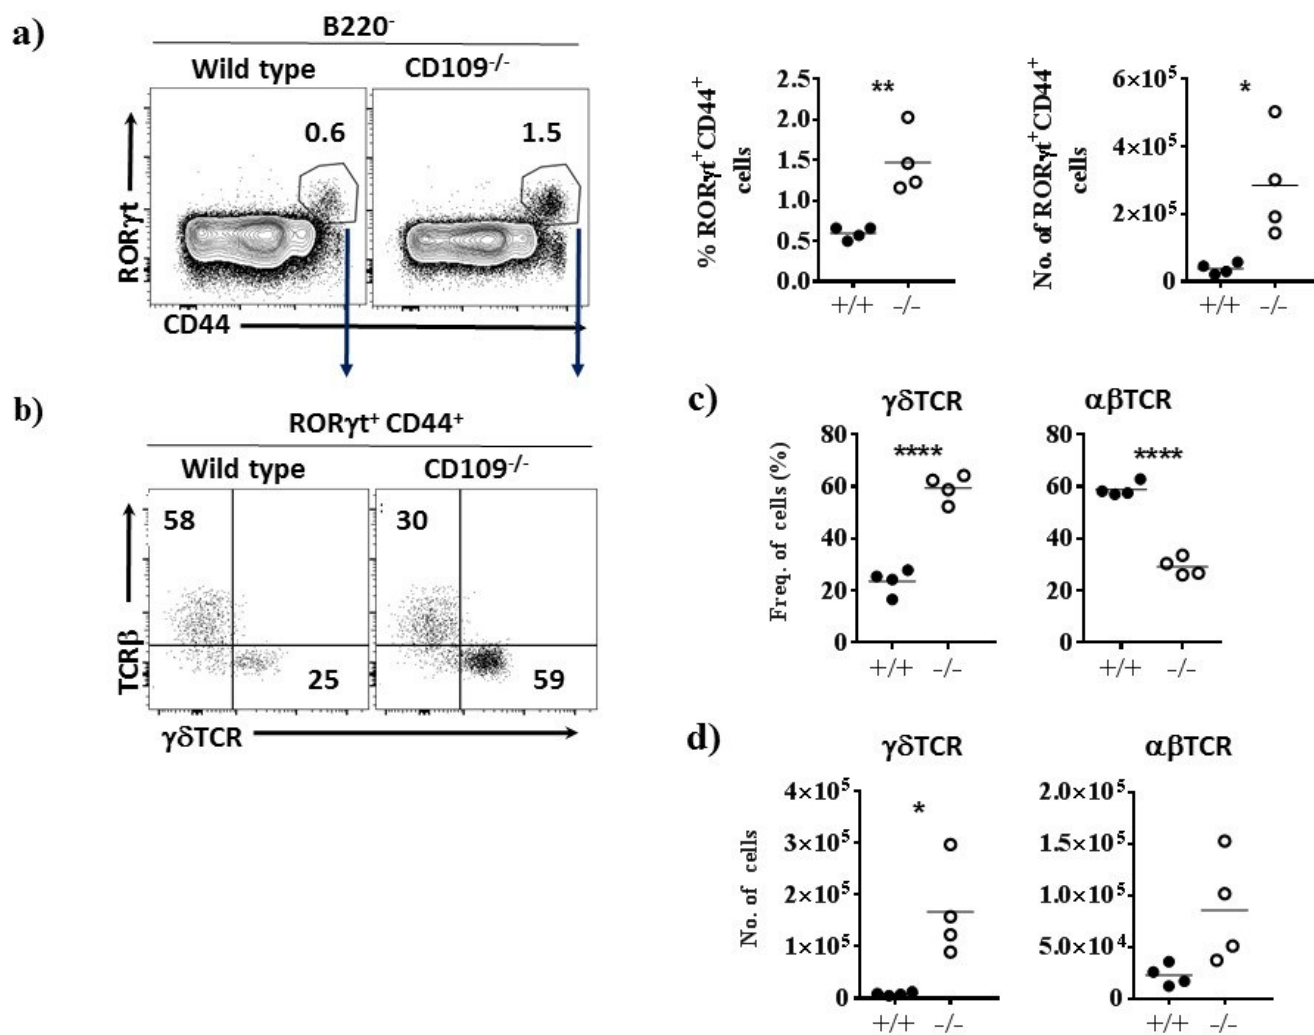 a)
B220-
Wild type
CD109-/-
0.6
1.5
RORγt
CD44
% RORγt+CD44+
cells
2.5
2.0
1.5
1.0
0.5
0.0
**
+/+
-/-
No. of RORγt+CD44+
cells
6×10^5
4×10^5
2×10^5
0
*
+/+
-/-
b)
RORγt+ CD44+
Wild type
CD109-/-
58
25
30
59
TCRβ
γδTCR
c)
γδTCR
αβTCR
Freq. of cells (%)
80
60
40
20
0
****
+/+
-/-
80
60
40
20
0
****
+/+
-/-
d)
γδTCR
αβTCR
No. of cells
4×10^5
3×10^5
2×10^5
1×10^5
0
*
+/+
-/-
2.0×10^5
1.5×10^5
1.0×10^5
5.0×10^4
0
+/+
-/-